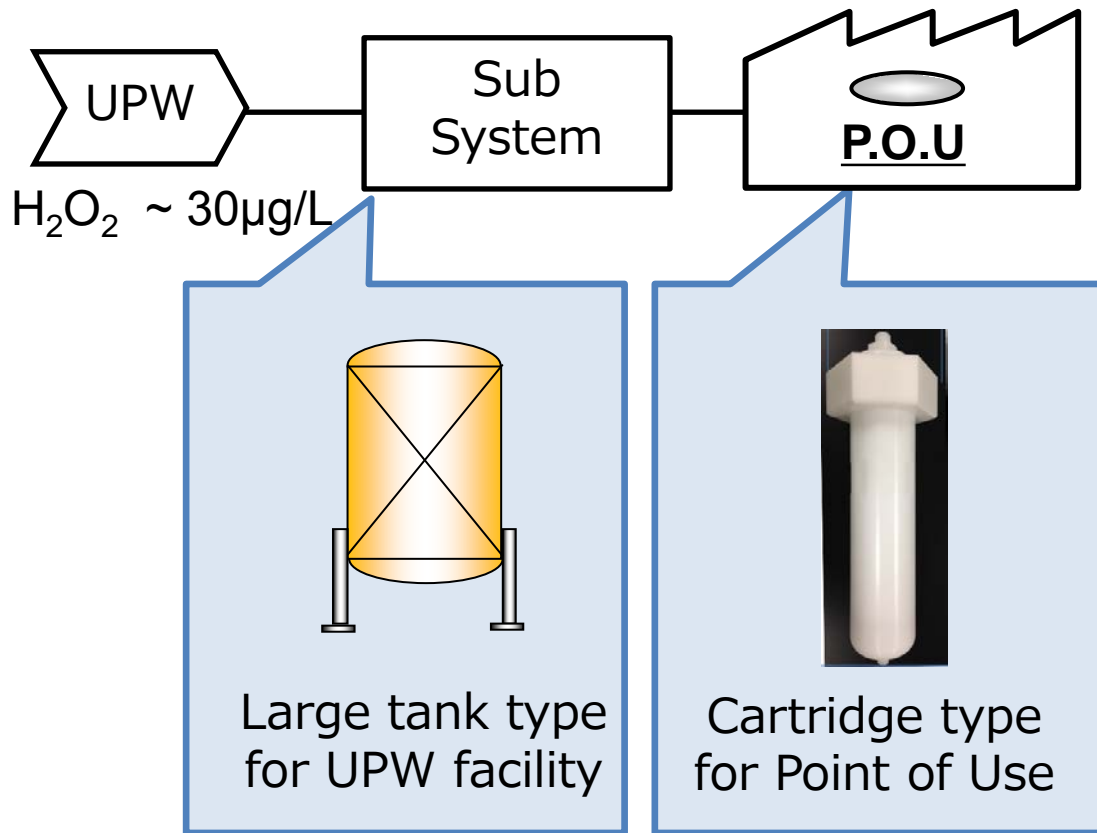 UPW
Sub
System
P.O.U
H₂O₂ ~ 30µg/L
Large tank type
for UPW facility
Cartridge type
for Point of Use